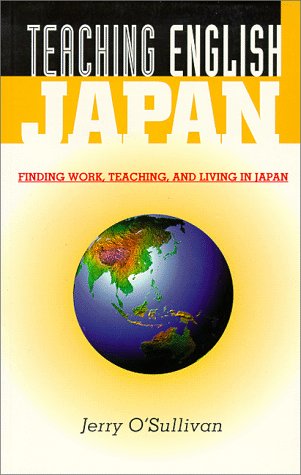 TEACHING ENGLISH
JAPAN
FINDING WORK, TEACHING, AND LIVING IN JAPAN
Jerry O'Sullivan